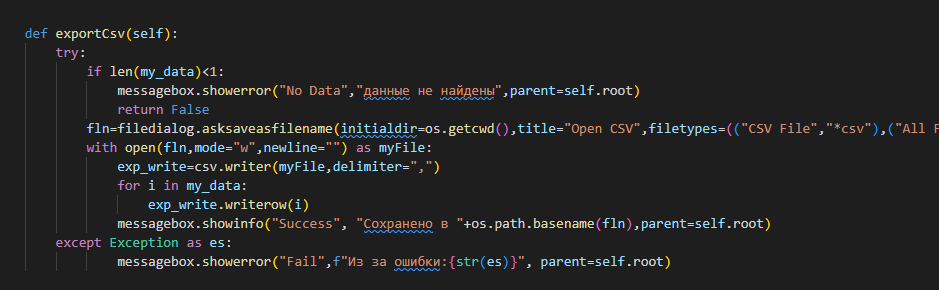 def exportCsv(self):
try:
if len(my_data)<1:
messagebox.showerror("No Data","данные не найдены",parent=self.root)
return False
fln=filedialog.asksaveasfilename(initialdir=os.getcwd(),title="Open CSV",filetypes=(("CSV File","*csv"),("All F
with open(fln,mode="w",newline="") as myFile:
exp_write=csv.writer(myFile,delimiter=",")
for i in my_data:
exp_write.writerow(i)
messagebox.showinfo("Success", "Сохранено в "+os.path.basename(fln),parent=self.root)
except Exception as es:
messagebox.showerror("Fail",f"Из за ошибки:{str(es)}", parent=self.root)